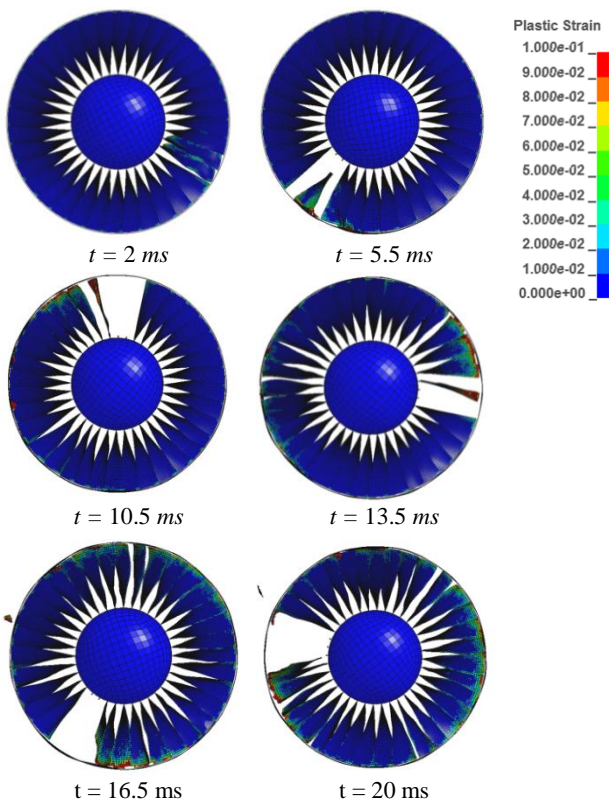 Plastic Strain
1.000e-01
9.000e-02
8.000e-02
7.000e-02
6.000e-02
5.000e-02
4.000e-02
3.000e-02
2.000e-02
1.000e-02
0.000e+00
t = 2 ms
t = 5.5 ms
t = 10.5 ms
t = 13.5 ms
t = 16.5 ms
t = 20 ms